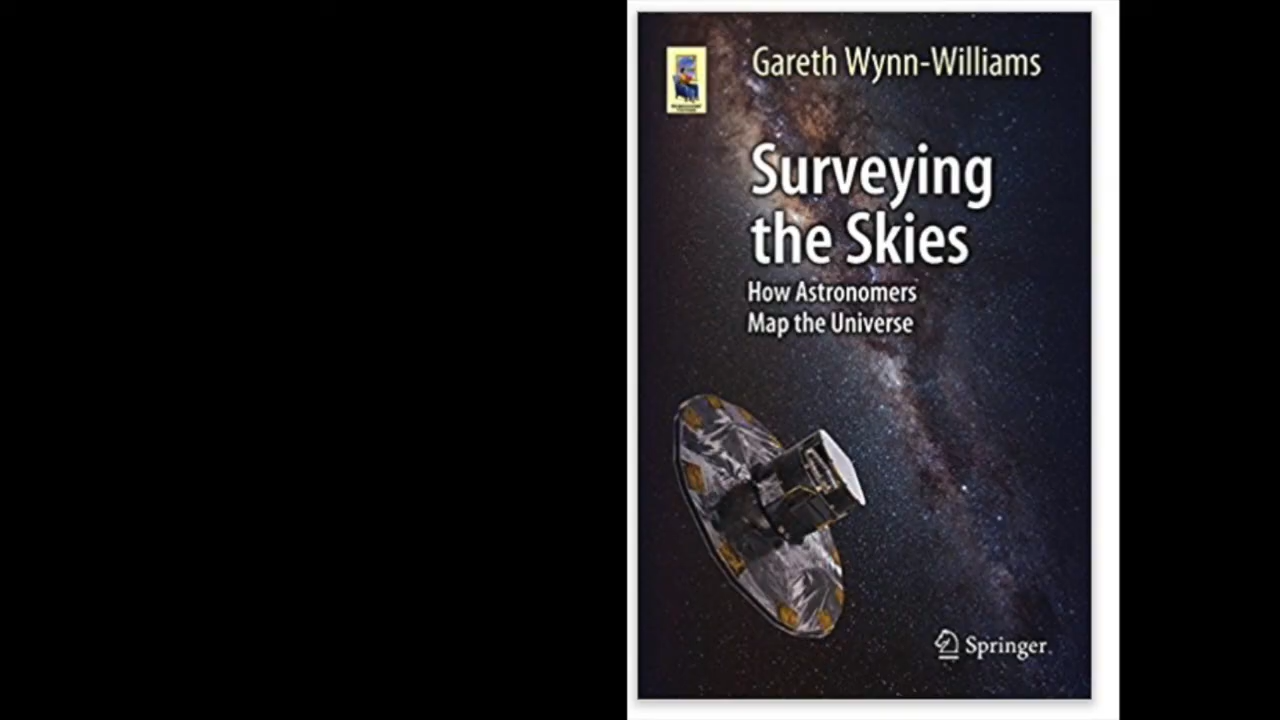 Gareth Wynn-Williams
Surveying
the Skies
How Astronomers
Map the Universe
Springer